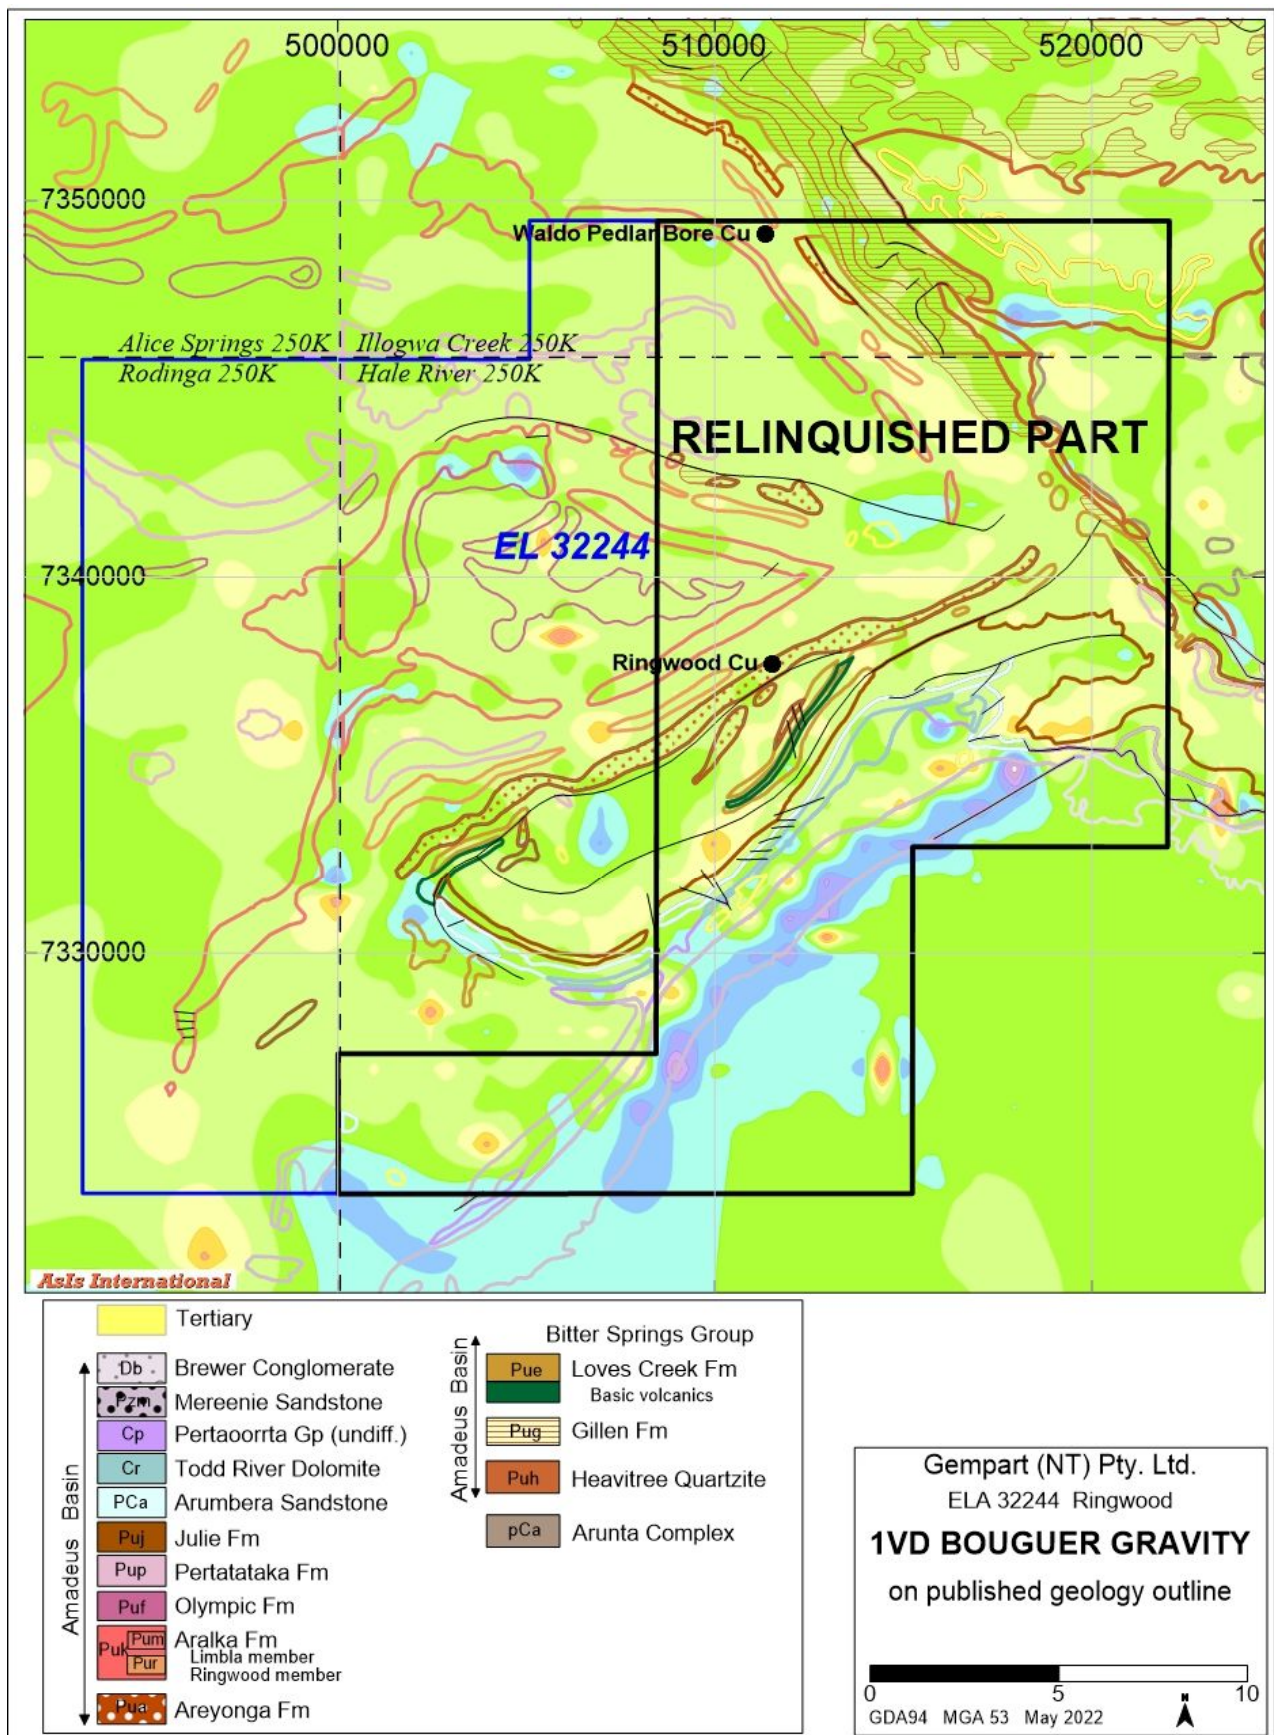 500000
510000
520000
7350000
Waldo Pedlar Bore Cu
Alice Springs 250K
Illogwa Creek 250K
Rodinga 250K
Hale River 250K
RELINQUISHED PART
EL 32244
7340000
Ringwood Cu
7330000
AsIs International
Tertiary
Amadeus Basin
Db
Brewer Conglomerate
Pzm
Mereenie Sandstone
Cp
Pertaoorrta Gp (undiff.)
Cr
Todd River Dolomite
PCa
Arumbera Sandstone
Puj
Julie Fm
Pup
Pertatataka Fm
Puf
Olympic Fm
Puk
Pum
Aralka Fm
Limbla member
Pur
Ringwood member
Pua
Areyonga Fm
Amadeus Basin
Bitter Springs Group
Pue
Loves Creek Fm
Basic volcanics
Pug
Gillen Fm
Puh
Heavitree Quartzite
pCa
Arunta Complex
Gempart (NT) Pty. Ltd.
ELA 32244 Ringwood
1VD BOUGUER GRAVITY
on published geology outline
0 5 10
GDA94 MGA 53 May 2022
N